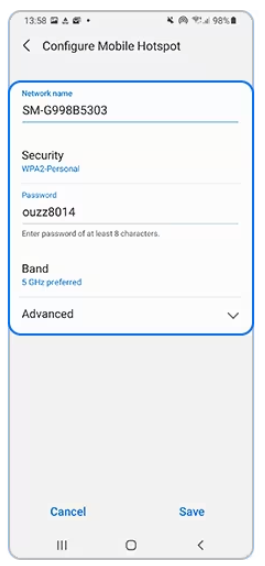 13:58 98%
Configure Mobile Hotspot
Network name
SM-G998B5303
Security
WPA2-Personal
Password
ouzz8014
Enter password of at least 8 characters.
Band
5 GHz preferred
Advanced
Cancel Save